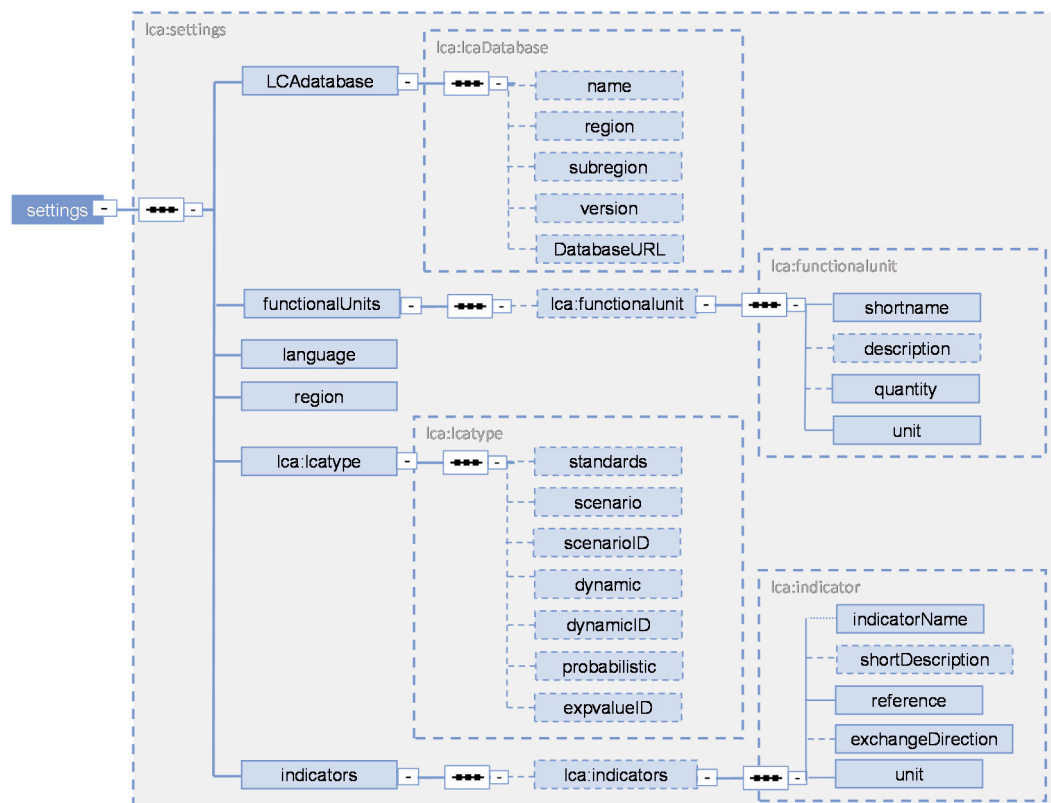 lca:settings
lca:lcaDatabase
LCAdatabase
name
region
subregion
version
DatabaseURL
settings
lca:functionalunit
functionalUnits
lca:functionalunit
shortname
description
quantity
unit
language
region
lca:lcatype
lca:lcatype
standards
scenario
scenarioID
dynamic
dynamicID
probabilistic
expvalueID
lca:indicator
indicatorName
shortDescription
reference
exchangeDirection
unit
indicators
lca:indicators